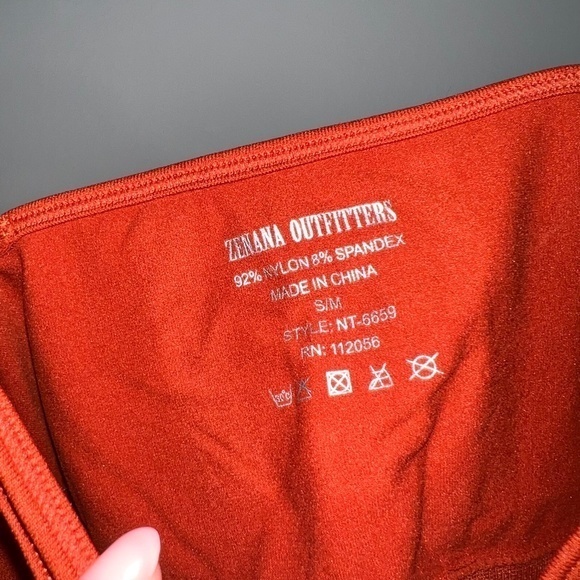 ZENANA OUTFITTERS
92% NYLON 8% SPANDEX
MADE IN CHINA
S/M
STYLE; NT-6659
RN: 112056